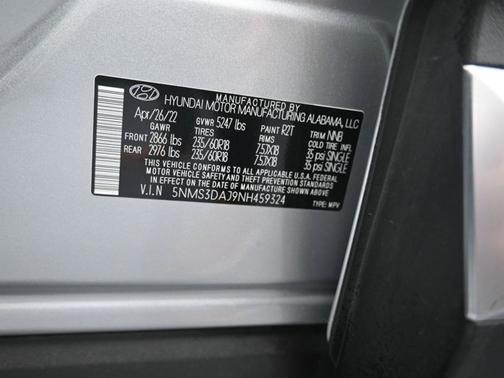 MANUFACTURED BY
HYUNDAI MOTOR MANUFACTURING ALABAMA, LLC
Apr/26/22 GVWR 5247 lbs PAINT R2T TRIM NNB
GAWR TIRES RIMS COLD TIRE INFL.
FRONT 2866 lbs 235/60R18 7.5JX18 35 psi SINGLE
REAR 2976 lbs 235/60R18 7.5JX18 35 psi SINGLE
THIS VEHICLE CONFORMS TO ALL APPLICABLE
FEDERAL MOTOR VEHICLE SAFETY, BUMPER, AND
THEFT PREVENTION STANDARDS IN EFFECT ON
THE DATE OF MANUFACTURE SHOWN ABOVE.
V.I.N 5NMS3DAJ9NH459324 TYPE: MPV